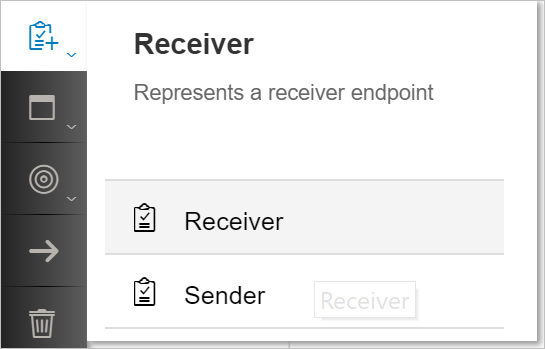 Receiver
Represents a receiver endpoint
Receiver
Sender
Receiver